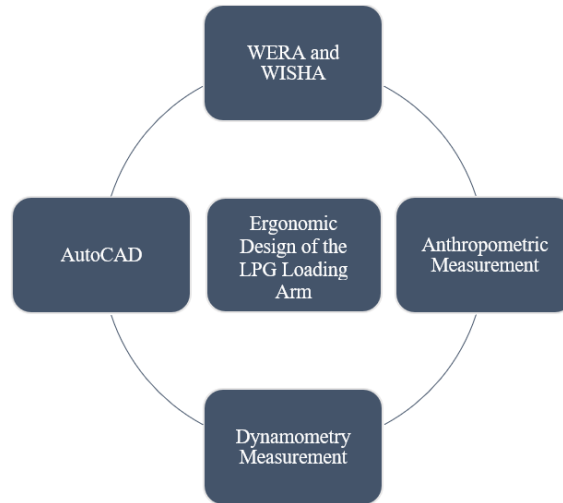 WERA and
WISHA
AutoCAD
Ergonomic
Design of the
LPG Loading
Arm
Anthropometric
Measurement
Dynamometry
Measurement